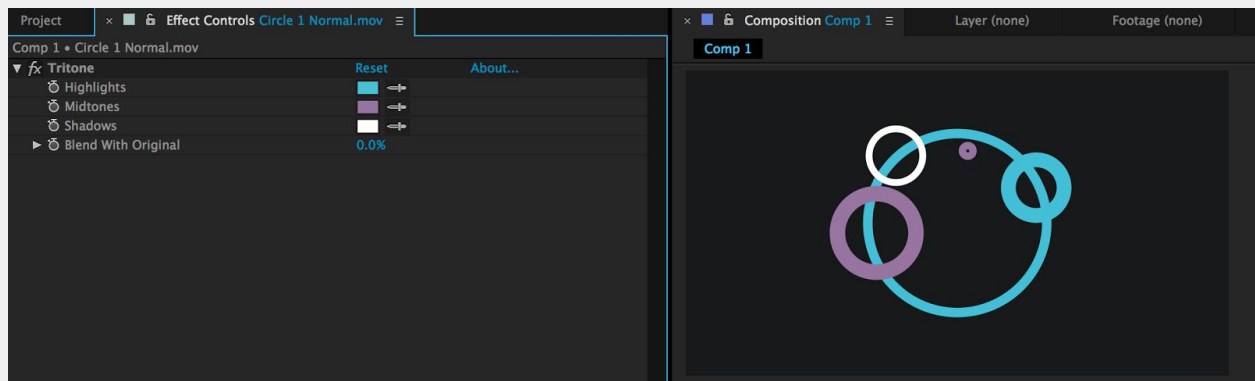 Project × Effect Controls Circle 1 Normal.mov ≡
Comp 1 • Circle 1 Normal.mov
▼ fx Tritone Reset About...
Highlights
Midtones
Shadows
▶ Blend With Original 0.0%
× Composition Comp 1 ≡ Layer (none) Footage (none)
Comp 1